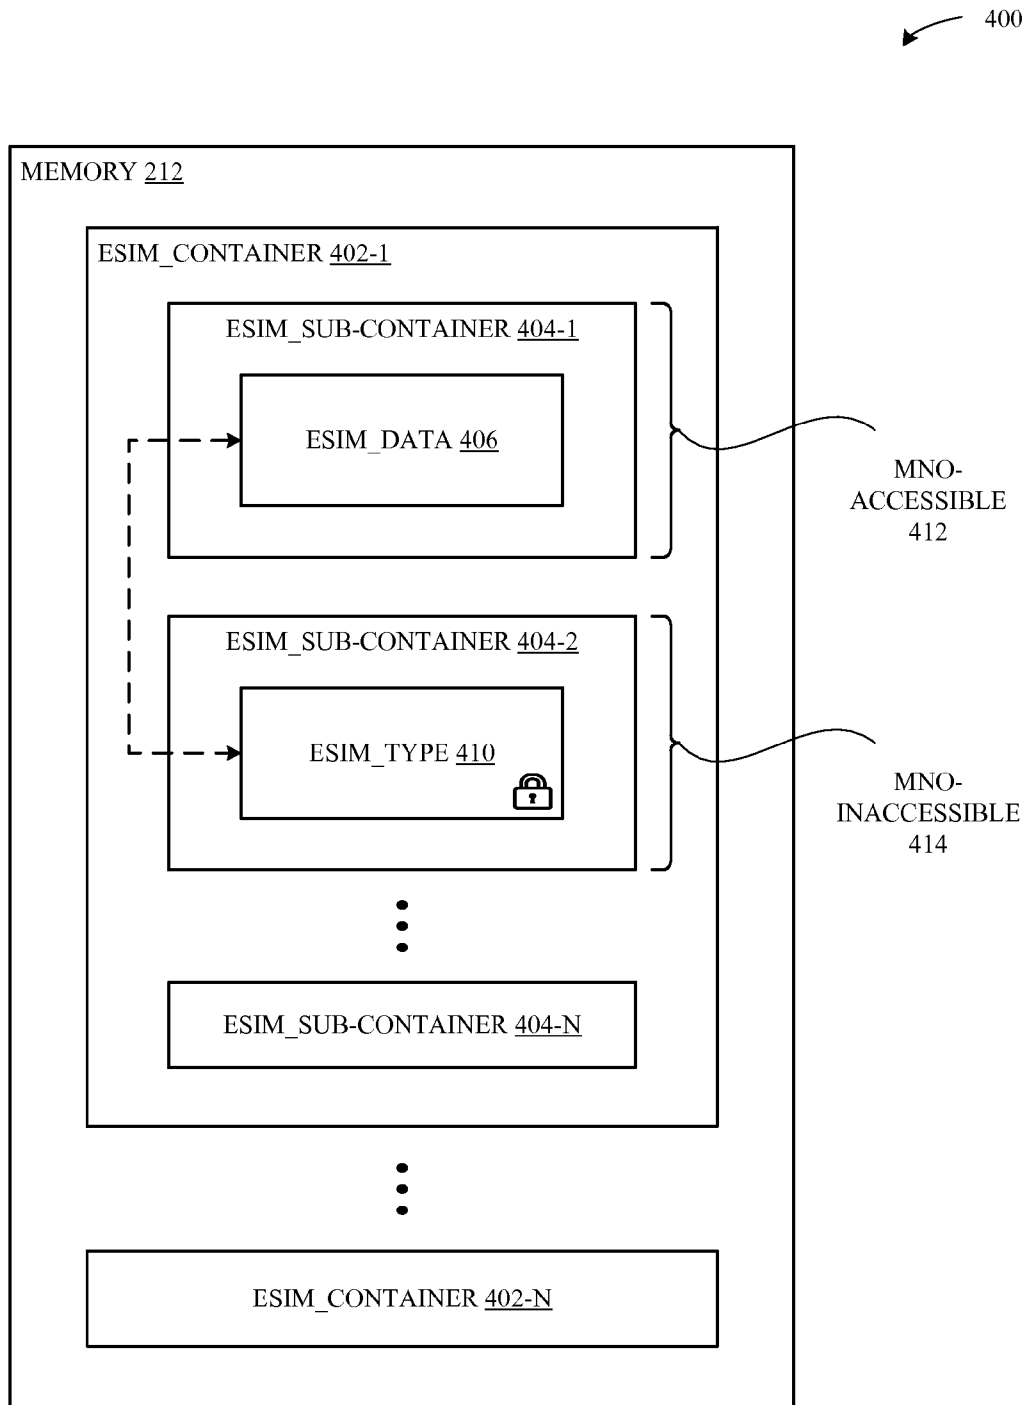 400
MEMORY 212
ESIM_CONTAINER 402-1
ESIM_SUB-CONTAINER 404-1
ESIM_DATA 406
MNO-
ACCESSIBLE
412
ESIM_SUB-CONTAINER 404-2
ESIM_TYPE 410
MNO-
INACCESSIBLE
414
ESIM_SUB-CONTAINER 404-N
ESIM_CONTAINER 402-N